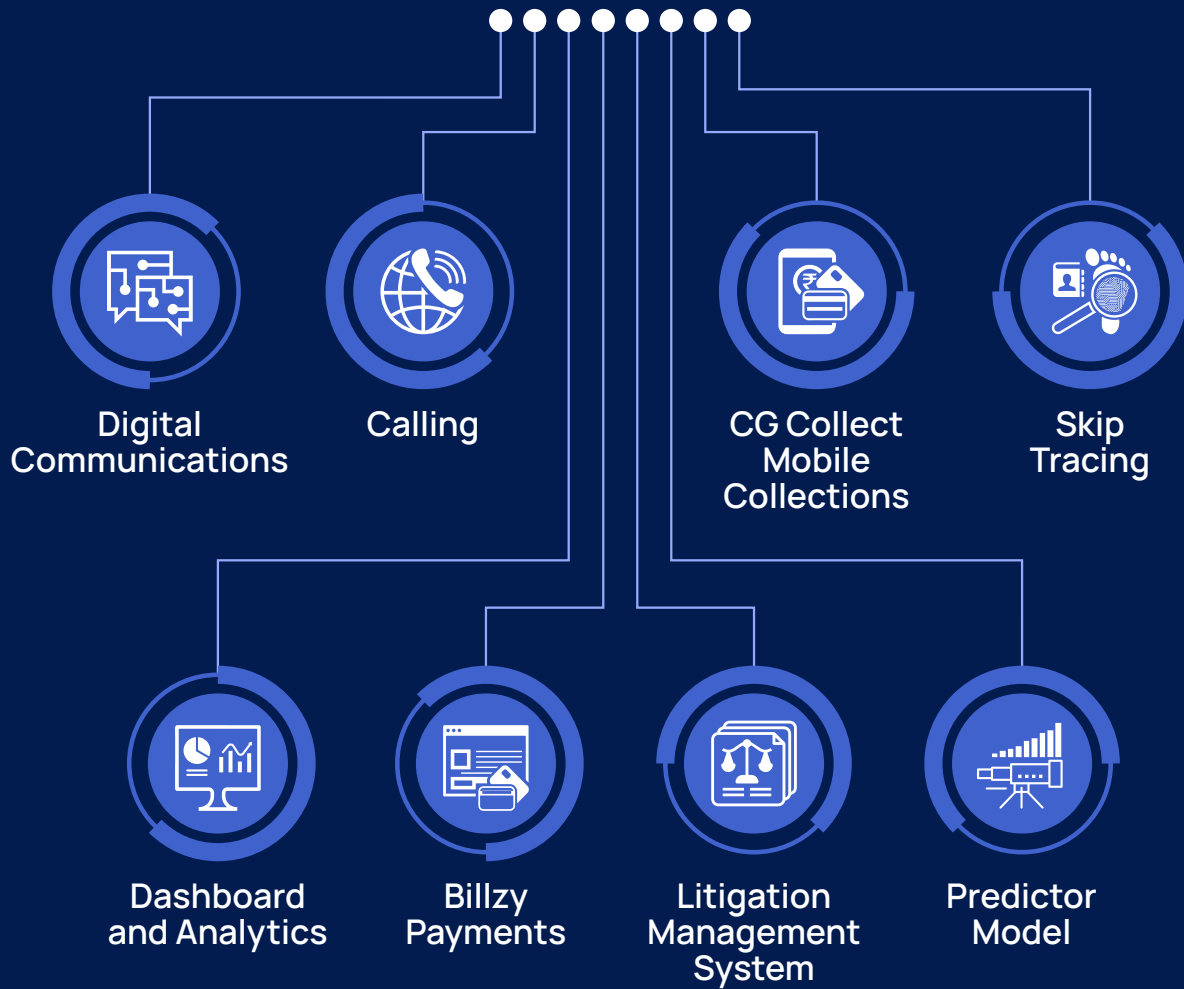 Digital
Communications
Calling
CG Collect
Mobile
Collections
Skip
Tracing
Dashboard
and Analytics
Billzy
Payments
Litigation
Management
System
Predictor
Model